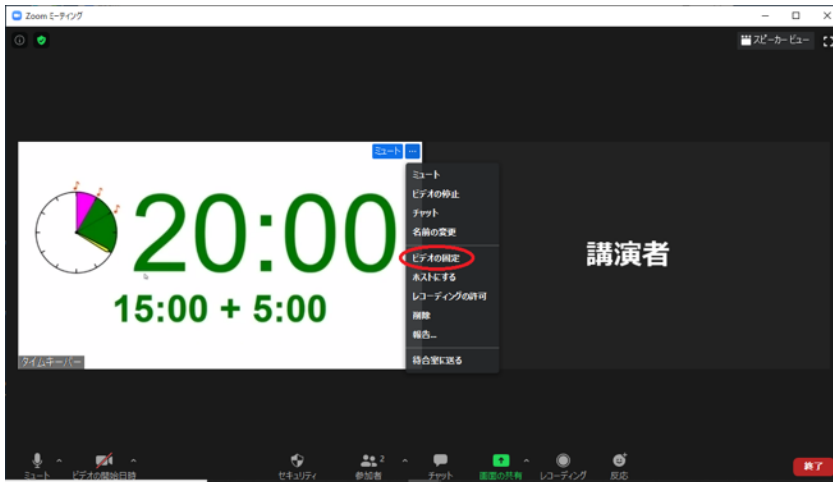 Zoom ミーティング
スピーカービュー
ミュート ...
ミュート
ビデオの停止
チャット
名前の変更
ビデオの固定
ホストにする
レコーディングの許可
削除
報告...
待合室に送る
20:00
15:00 + 5:00
タイムキーパー
講演者
ミュート
ビデオの開始日時
セキュリティ
2
参加者
チャット
画面の共有
レコーディング
反応
終了